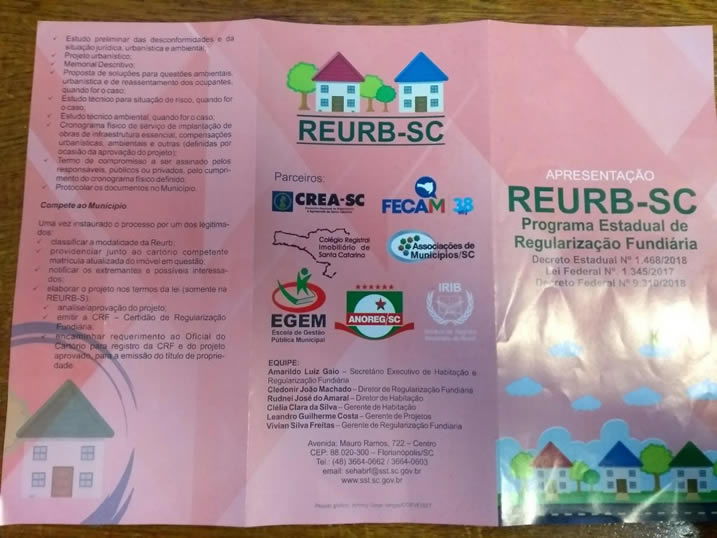 ✓ Estudo preliminar das desconformidades e da
situação jurídica, urbanística e ambiental;
✓ Projeto urbanístico;
✓ Memorial Descritivo;
✓ Proposta de soluções para questões ambientais,
urbanística e de reassentamento dos ocupantes,
quando for o caso;
✓ Estudo técnico para situação de risco, quando for
o caso;
✓ Estudo técnico ambiental, quando for o caso;
✓ Cronograma físico de serviço de implantação de
obras de infraestrutura essencial, compensações
urbanísticas, ambientais e outras (definidas por
ocasião da aprovação do projeto);
✓ Termo de compromisso a ser assinado pelos
responsáveis, públicos ou privados, pelo cumpri-
mento do cronograma físico definido;
✓ Protocolar os documentos no Município.
Compete ao Município
Uma vez instaurado o processo por um dos legitima-
dos:
✓ classificar a modalidade da Reurb;
✓ providenciar junto ao cartório competente
matrícula atualizada do imóvel em questão;
✓ notificar os extremantes e possíveis interessa-
dos;
✓ elaborar o projeto nos termos da lei (somente na
REURB-S)
✓ analise/aprovação do projeto;
✓ emitir a CRF – Certidão de Regularização
Fundiária;
✓ encaminhar requerimento ao Oficial do
Cartório para registro da CRF e do projeto
aprovado, para a emissão do título de proprie-
dade.
REURB-SC
Parceiros:
CREA-SC
FECAM 38
Colégio Registral
Imobiliário de
Santa Catarina
Associações de
Municípios/SC
EGEM
Escola de Gestão
Pública Municipal
ANOREG/SC
IRIB
EQUIPE:
Amarildo Luiz Gaio – Secretário Executivo de Habitação e
Regularização Fundiária
Cledonir João Machado – Diretor de Regularização Fundiária
Rudnei José do Amaral – Diretor de Habitação
Clélia Clara da Silva – Gerente de Habitação
Leandro Guilherme Costa – Gerente de Projetos
Vivian Silva Freitas – Gerente de Regularização Fundiária
Avenida: Mauro Ramos, 722 – Centro
CEP: 88.020-300 – Florianópolis/SC
Tel.: (48) 3664-0662 / 3664-0603
email: sehabrf@sst.sc.gov.br
www.sst.sc.gov.br
APRESENTAÇÃO
REURB-SC
Programa Estadual de
Regularização Fundiária
Decreto Estadual Nº 1.468/2018
Lei Federal Nº 1 345/2017
Decreto Federal Nº 9.310/2018